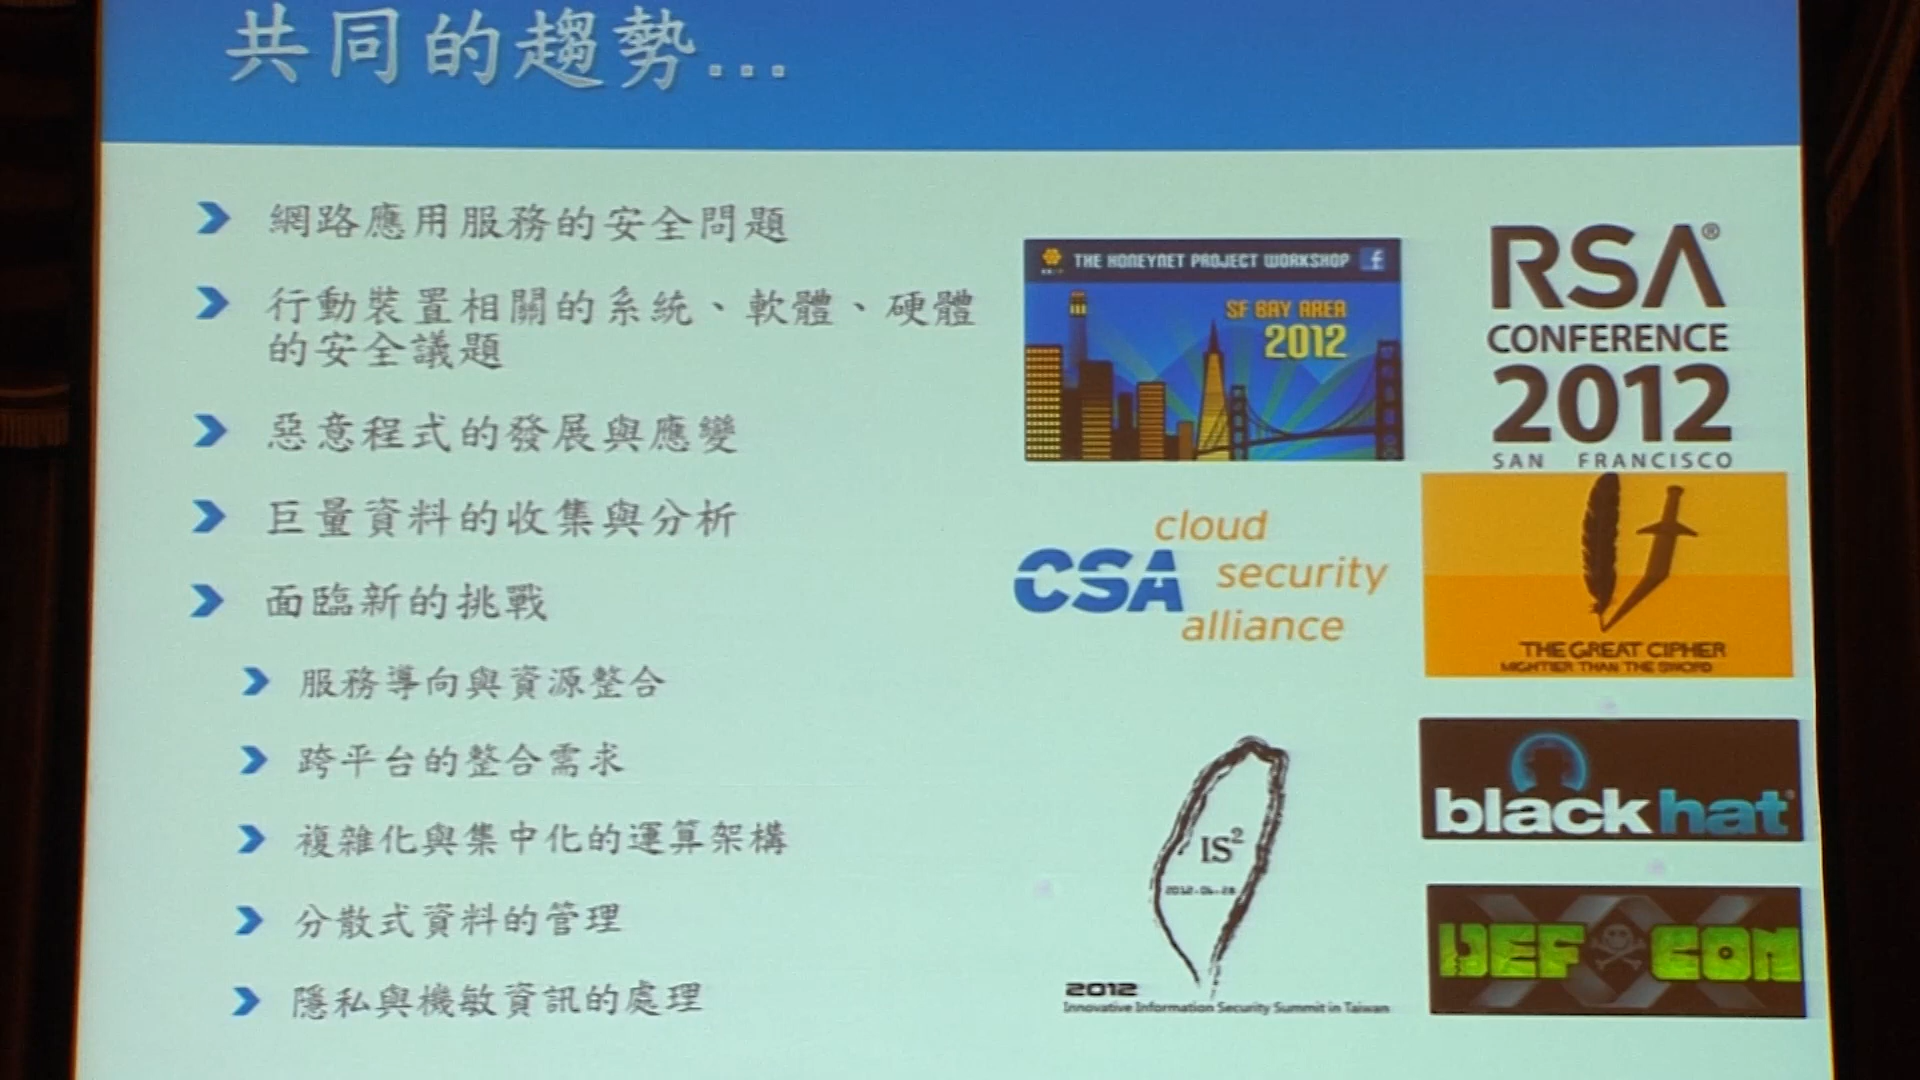 共同的趨勢...
網路應用服務的安全問題
行動裝置相關的系統、軟體、硬體
的安全議題
惡意程式的發展與應變
巨量資料的收集與分析
面臨新的挑戰
服務導向與資源整合
跨平台的整合需求
複雜化與集中化的運算架構
分散式資料的管理
隱私與機敏資訊的處理
THE HONEYNET PROJECT WORKSHOP f
SF BAY AREA
2012
RSA®
CONFERENCE
2012
SAN FRANCISCO
cloud
CSA security
alliance
THE GREAT CIPHER
MIGHTIER THAN THE SWORD
blackhat
IS²
2012
Innovative Information Security Summit in Taiwan
DEF CON